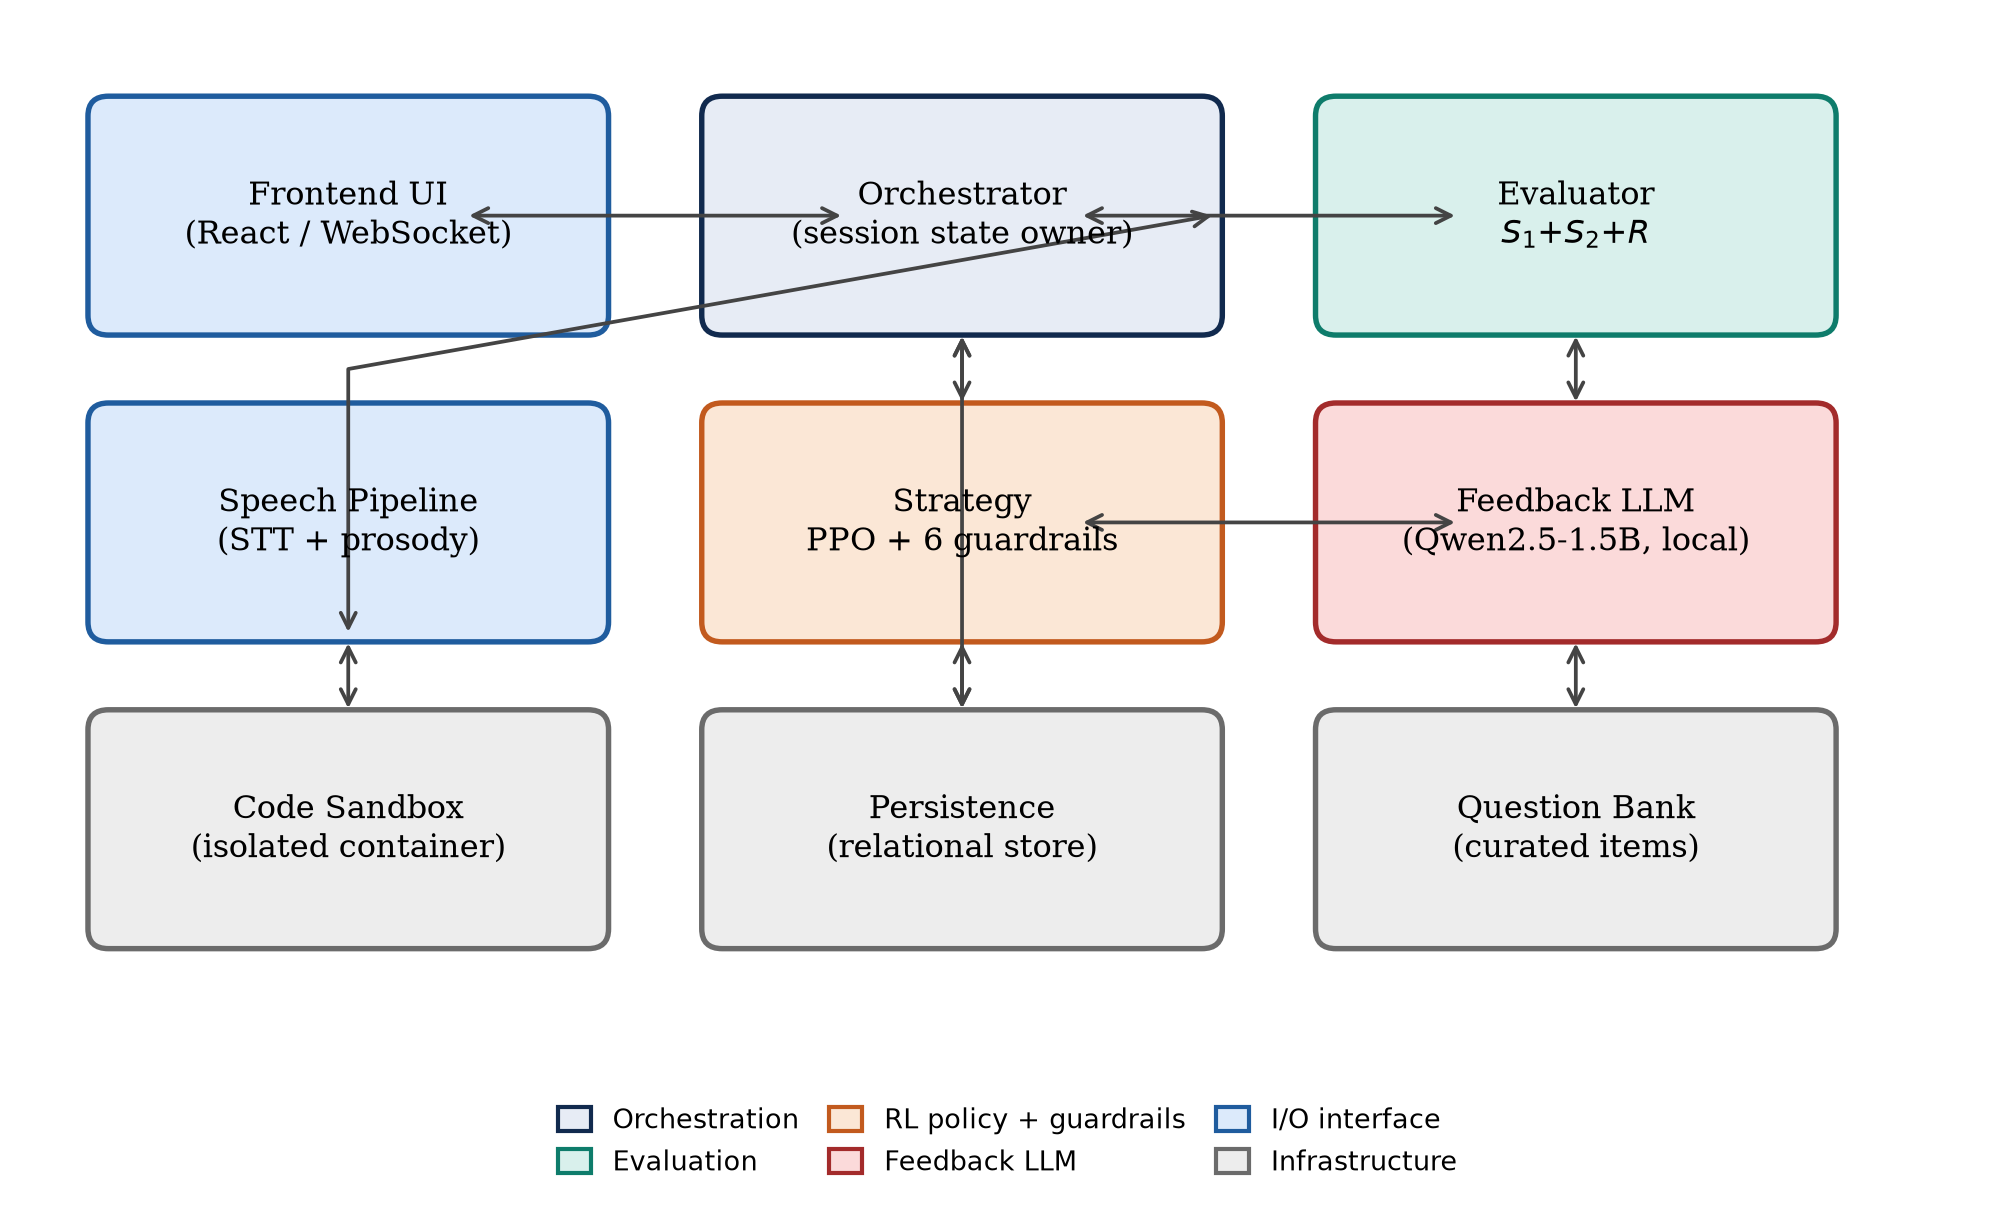 Frontend UI
(React / WebSocket)
Orchestrator
(session state owner)
Evaluator
S₁+S₂+R
Speech Pipeline
(STT + prosody)
Strategy
PPO + 6 guardrails
Feedback LLM
(Qwen2.5-1.5B, local)
Code Sandbox
(isolated container)
Persistence
(relational store)
Question Bank
(curated items)
Orchestration
RL policy + guardrails
I/O interface
Evaluation
Feedback LLM
Infrastructure